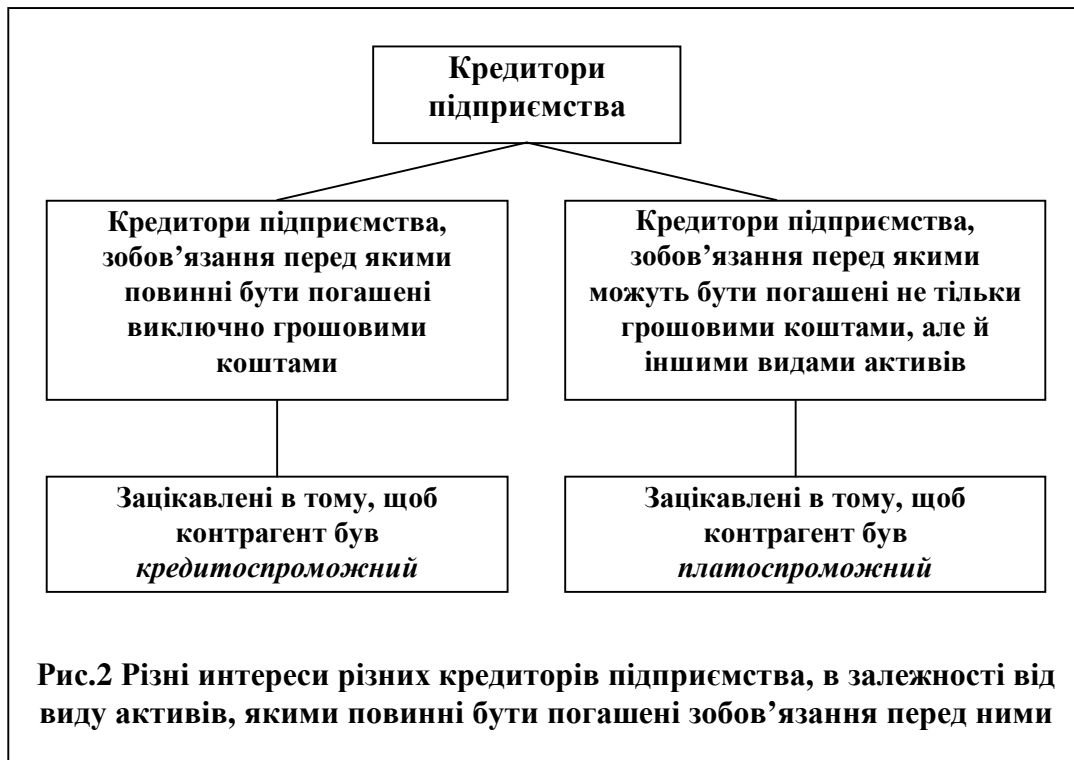 Кредитори
підприємства
Кредитори підприємства,
зобов’язання перед якими
повинні бути погашені
виключно грошовими
коштами
Кредитори підприємства,
зобов’язання перед якими
можуть бути погашені не тільки
грошовими коштами, але й
іншими видами активів
Зацікавлені в тому, щоб
контрагент був
кредитоспроможний
Зацікавлені в тому, щоб
контрагент був
платоспроможний
Рис.2 Різні интереси різних кредиторів підприємства, в залежності від
виду активів, якими повинні бути погашені зобов’язання перед ними